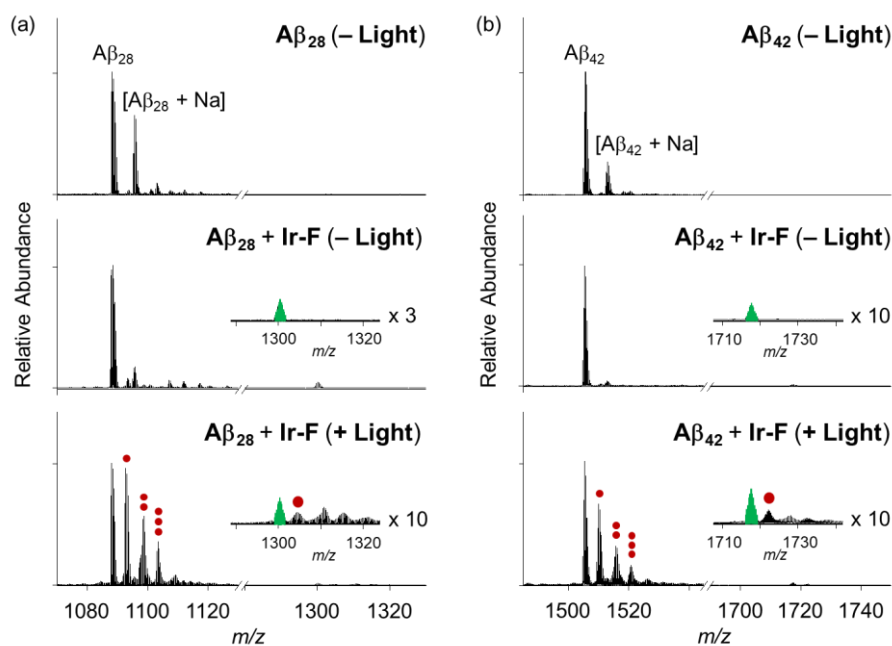 (a)
Aβ28 (– Light)
Aβ28
[Aβ28 + Na]
Aβ28 + Ir-F (– Light)
x 3
1300 1320
m/z
Aβ28 + Ir-F (+ Light)
x 10
1300 1320
m/z
1080 1100 1120 1300 1320
m/z
Relative Abundance
(b)
Aβ42 (– Light)
Aβ42
[Aβ42 + Na]
Aβ42 + Ir-F (– Light)
x 10
1710 1730
m/z
Aβ42 + Ir-F (+ Light)
x 10
1710 1730
m/z
1500 1520 1700 1720 1740
m/z
Relative Abundance